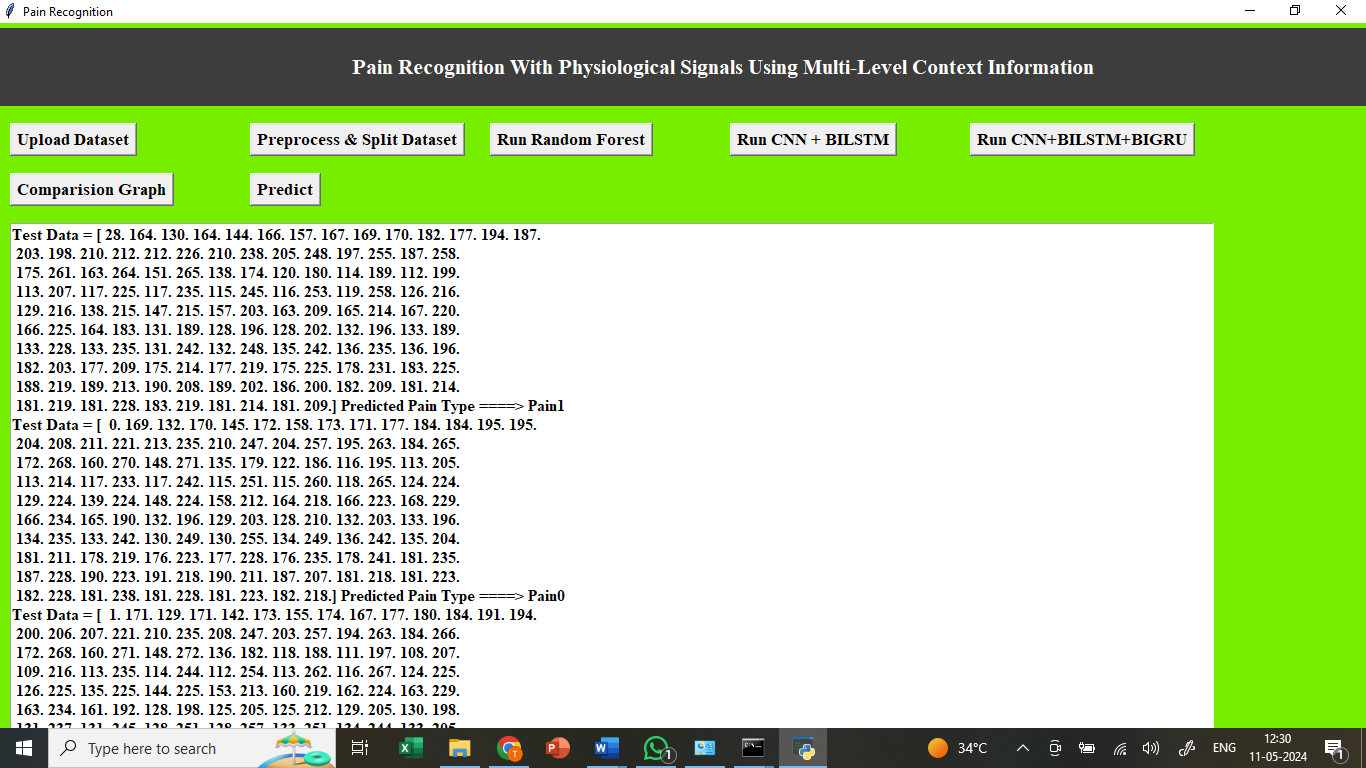 Pain Recognition
Pain Recognition With Physiological Signals Using Multi-Level Context Information
Upload Dataset
Preprocess & Split Dataset
Run Random Forest
Run CNN + BILSTM
Run CNN+BILSTM+BIGRU
Comparision Graph
Predict
Test Data = [ 28. 164. 130. 164. 144. 166. 157. 167. 169. 170. 182. 177. 194. 187.
203. 198. 210. 212. 212. 226. 210. 238. 205. 248. 197. 255. 187. 258.
175. 261. 163. 264. 151. 265. 138. 174. 120. 180. 114. 189. 112. 199.
113. 207. 117. 225. 117. 235. 115. 245. 116. 253. 119. 258. 126. 216.
129. 216. 138. 215. 147. 215. 157. 203. 163. 209. 165. 214. 167. 220.
166. 225. 164. 183. 131. 189. 128. 196. 128. 202. 132. 196. 133. 189.
133. 228. 133. 235. 131. 242. 132. 248. 135. 242. 136. 235. 136. 196.
182. 203. 177. 209. 175. 214. 177. 219. 175. 225. 178. 231. 183. 225.
188. 219. 189. 213. 190. 208. 189. 202. 186. 200. 182. 209. 181. 214.
181. 219. 181. 228. 183. 219. 181. 214. 181. 209.] Predicted Pain Type ====> Pain1
Test Data = [ 0. 169. 132. 170. 145. 172. 158. 173. 171. 177. 184. 184. 195. 195.
204. 208. 211. 221. 213. 235. 210. 247. 204. 257. 195. 263. 184. 265.
172. 268. 160. 270. 148. 271. 135. 179. 122. 186. 116. 195. 113. 205.
113. 214. 117. 233. 117. 242. 115. 251. 115. 260. 118. 265. 124. 224.
129. 224. 139. 224. 148. 224. 158. 212. 164. 218. 166. 223. 168. 229.
166. 234. 165. 190. 132. 196. 129. 203. 128. 210. 132. 203. 133. 196.
134. 235. 133. 242. 130. 249. 130. 255. 134. 249. 136. 242. 135. 204.
181. 211. 178. 219. 176. 223. 177. 228. 176. 235. 178. 241. 181. 235.
187. 228. 190. 223. 191. 218. 190. 211. 187. 207. 181. 218. 181. 223.
182. 228. 181. 238. 181. 228. 181. 223. 182. 218.] Predicted Pain Type ====> Pain0
Test Data = [ 1. 171. 129. 171. 142. 173. 155. 174. 167. 177. 180. 184. 191. 194.
200. 206. 207. 221. 210. 235. 208. 247. 203. 257. 194. 263. 184. 266.
172. 268. 160. 271. 148. 272. 136. 182. 118. 188. 111. 197. 108. 207.
109. 216. 113. 235. 114. 244. 112. 254. 113. 262. 116. 267. 124. 225.
126. 225. 135. 225. 144. 225. 153. 213. 160. 219. 162. 224. 163. 229.
163. 234. 161. 192. 128. 198. 125. 205. 125. 212. 129. 205. 130. 198.
Type here to search
34°C
ENG
12:30
11-05-2024
1
1